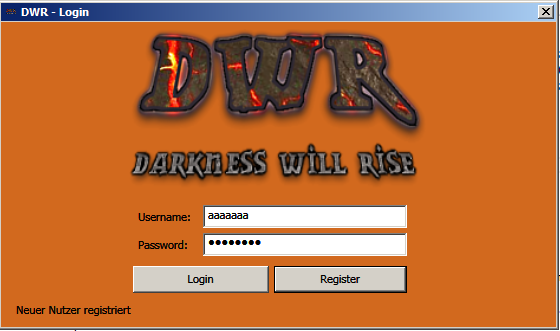 DWR - Login
DWR
DARKNESS WILL RISE
Username: aaaaaaa
Password: ••••••••
Login Register
Neuer Nutzer registriert